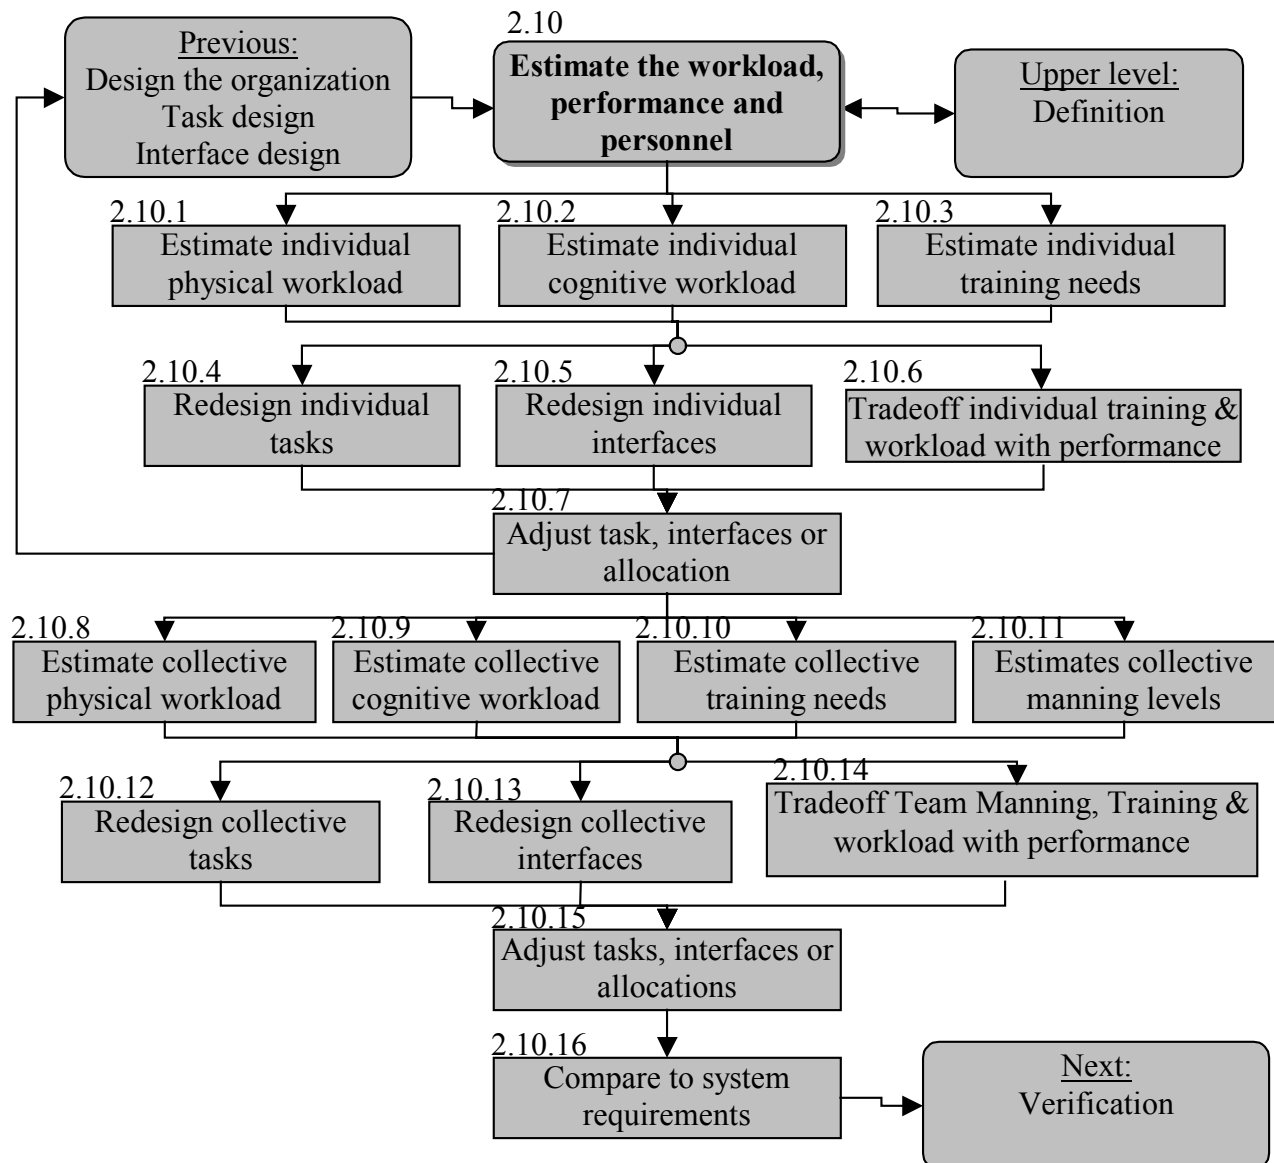 2.10
Previous:
Design the organization
Task design
Interface design
Estimate the workload,
performance and
personnel
Upper level:
Definition
2.10.1
Estimate individual
physical workload
2.10.2
Estimate individual
cognitive workload
2.10.3
Estimate individual
training needs
2.10.4
Redesign individual
tasks
2.10.5
Redesign individual
interfaces
2.10.6
Tradeoff individual training &
workload with performance
2.10.7
Adjust task, interfaces or
allocation
2.10.8
Estimate collective
physical workload
2.10.9
Estimate collective
cognitive workload
2.10.10
Estimate collective
training needs
2.10.11
Estimates collective
manning levels
2.10.12
Redesign collective
tasks
2.10.13
Redesign collective
interfaces
2.10.14
Tradeoff Team Manning, Training &
workload with performance
2.10.15
Adjust tasks, interfaces or
allocations
2.10.16
Compare to system
requirements
Next:
Verification